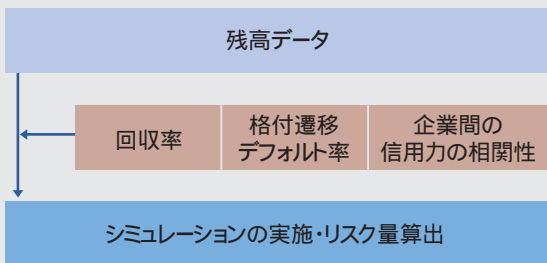 残高データ
回収率
格付遷移
デフォルト率
企業間の
信用力の相関性
シミュレーションの実施・リスク量算出